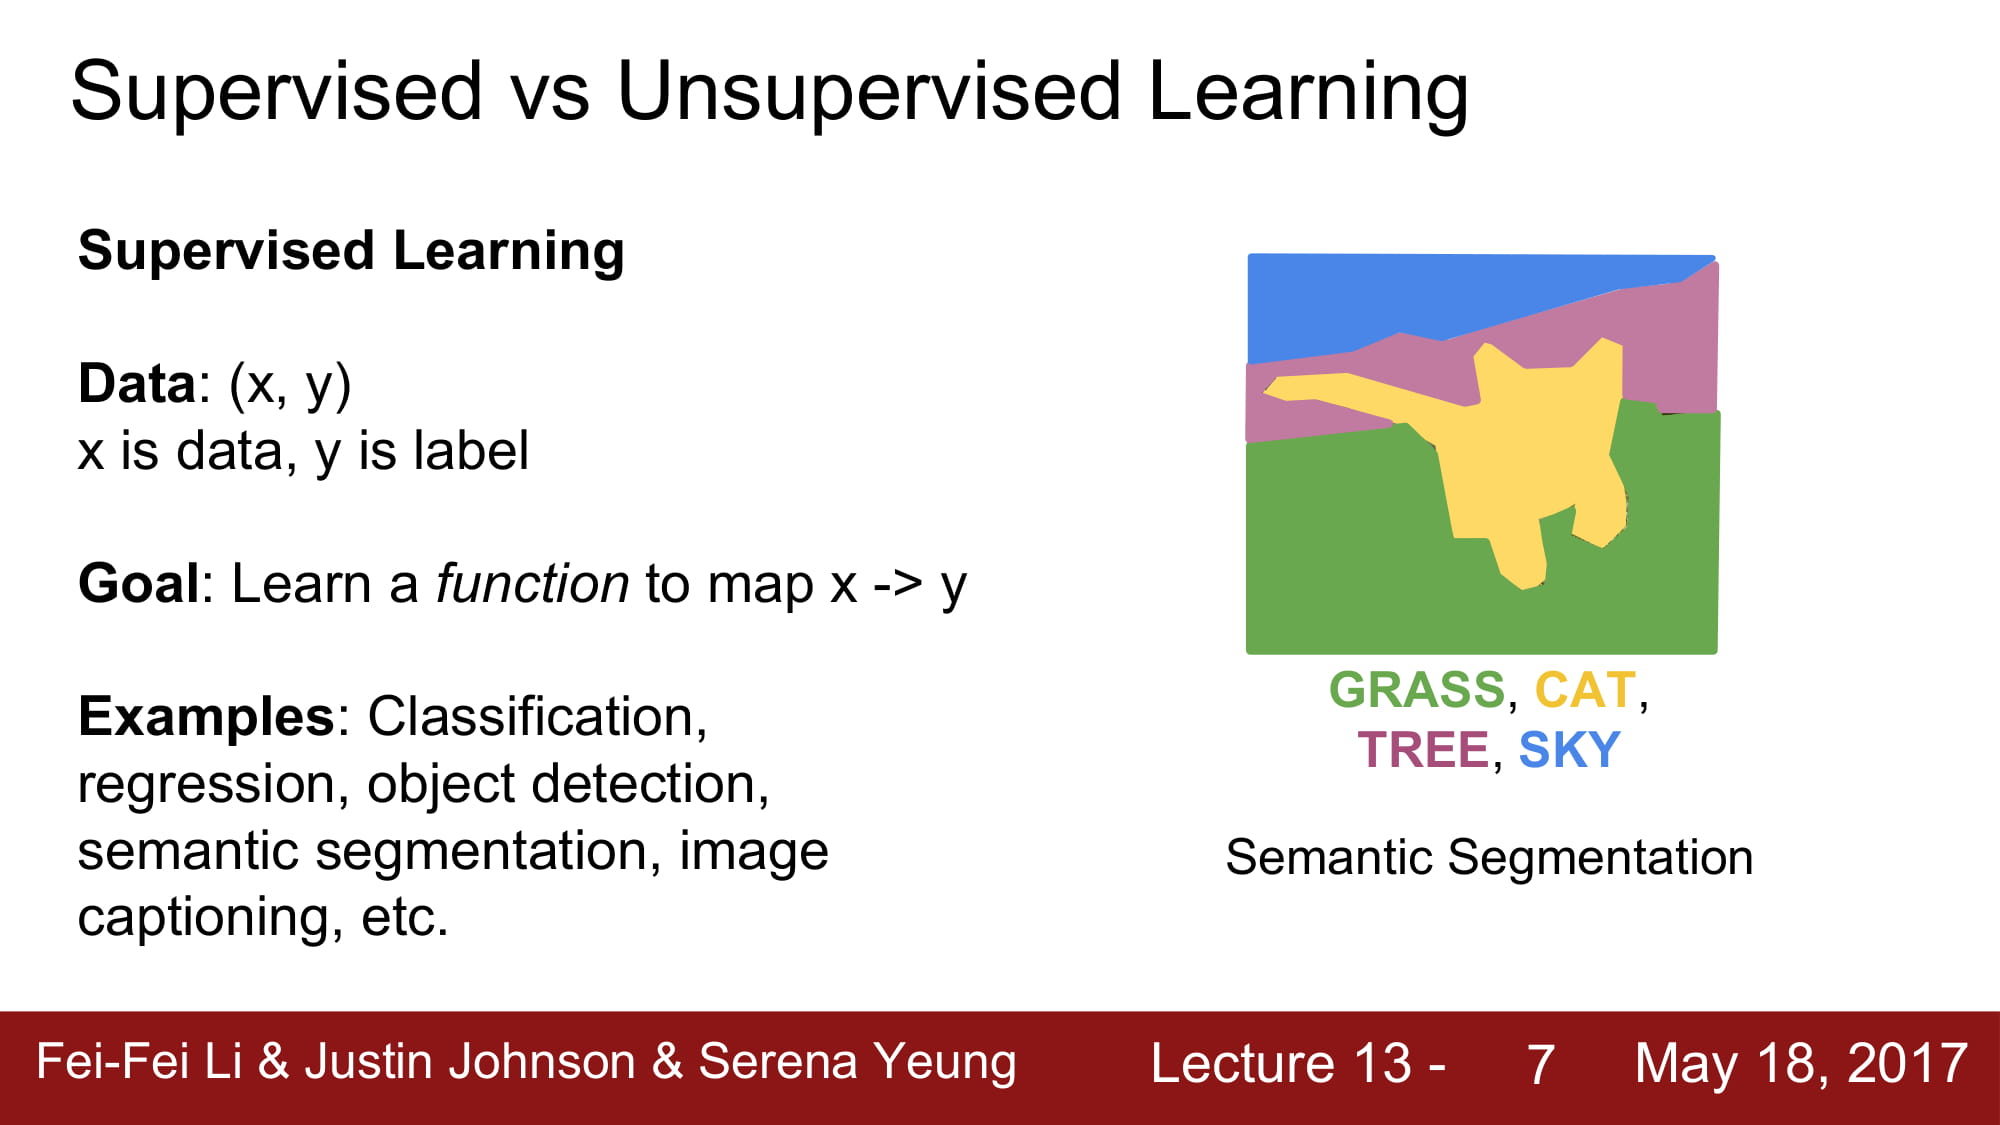 Supervised vs Unsupervised Learning
Supervised Learning
Data: (x, y)
x is data, y is label
Goal: Learn a function to map x -> y
Examples: Classification,
regression, object detection,
semantic segmentation, image
captioning, etc.
GRASS, CAT,
TREE, SKY
Semantic Segmentation
Fei-Fei Li & Justin Johnson & Serena Yeung Lecture 13 - 7 May 18, 2017